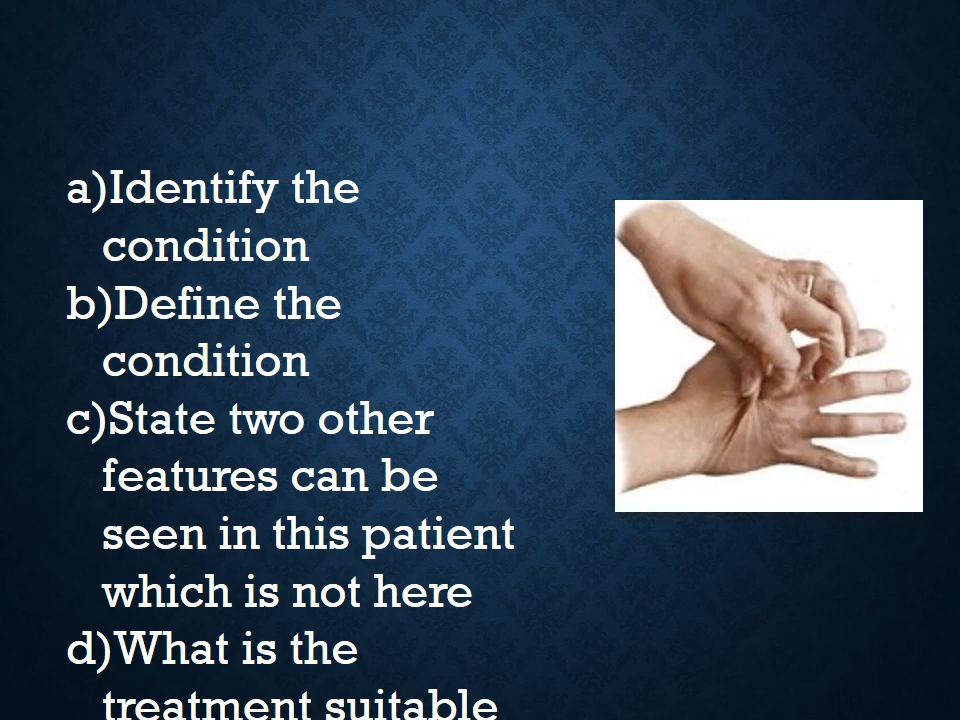 a)Identify the
condition
b)Define the
condition
c)State two other
features can be
seen in this patient
which is not here
d)What is the
treatment suitable